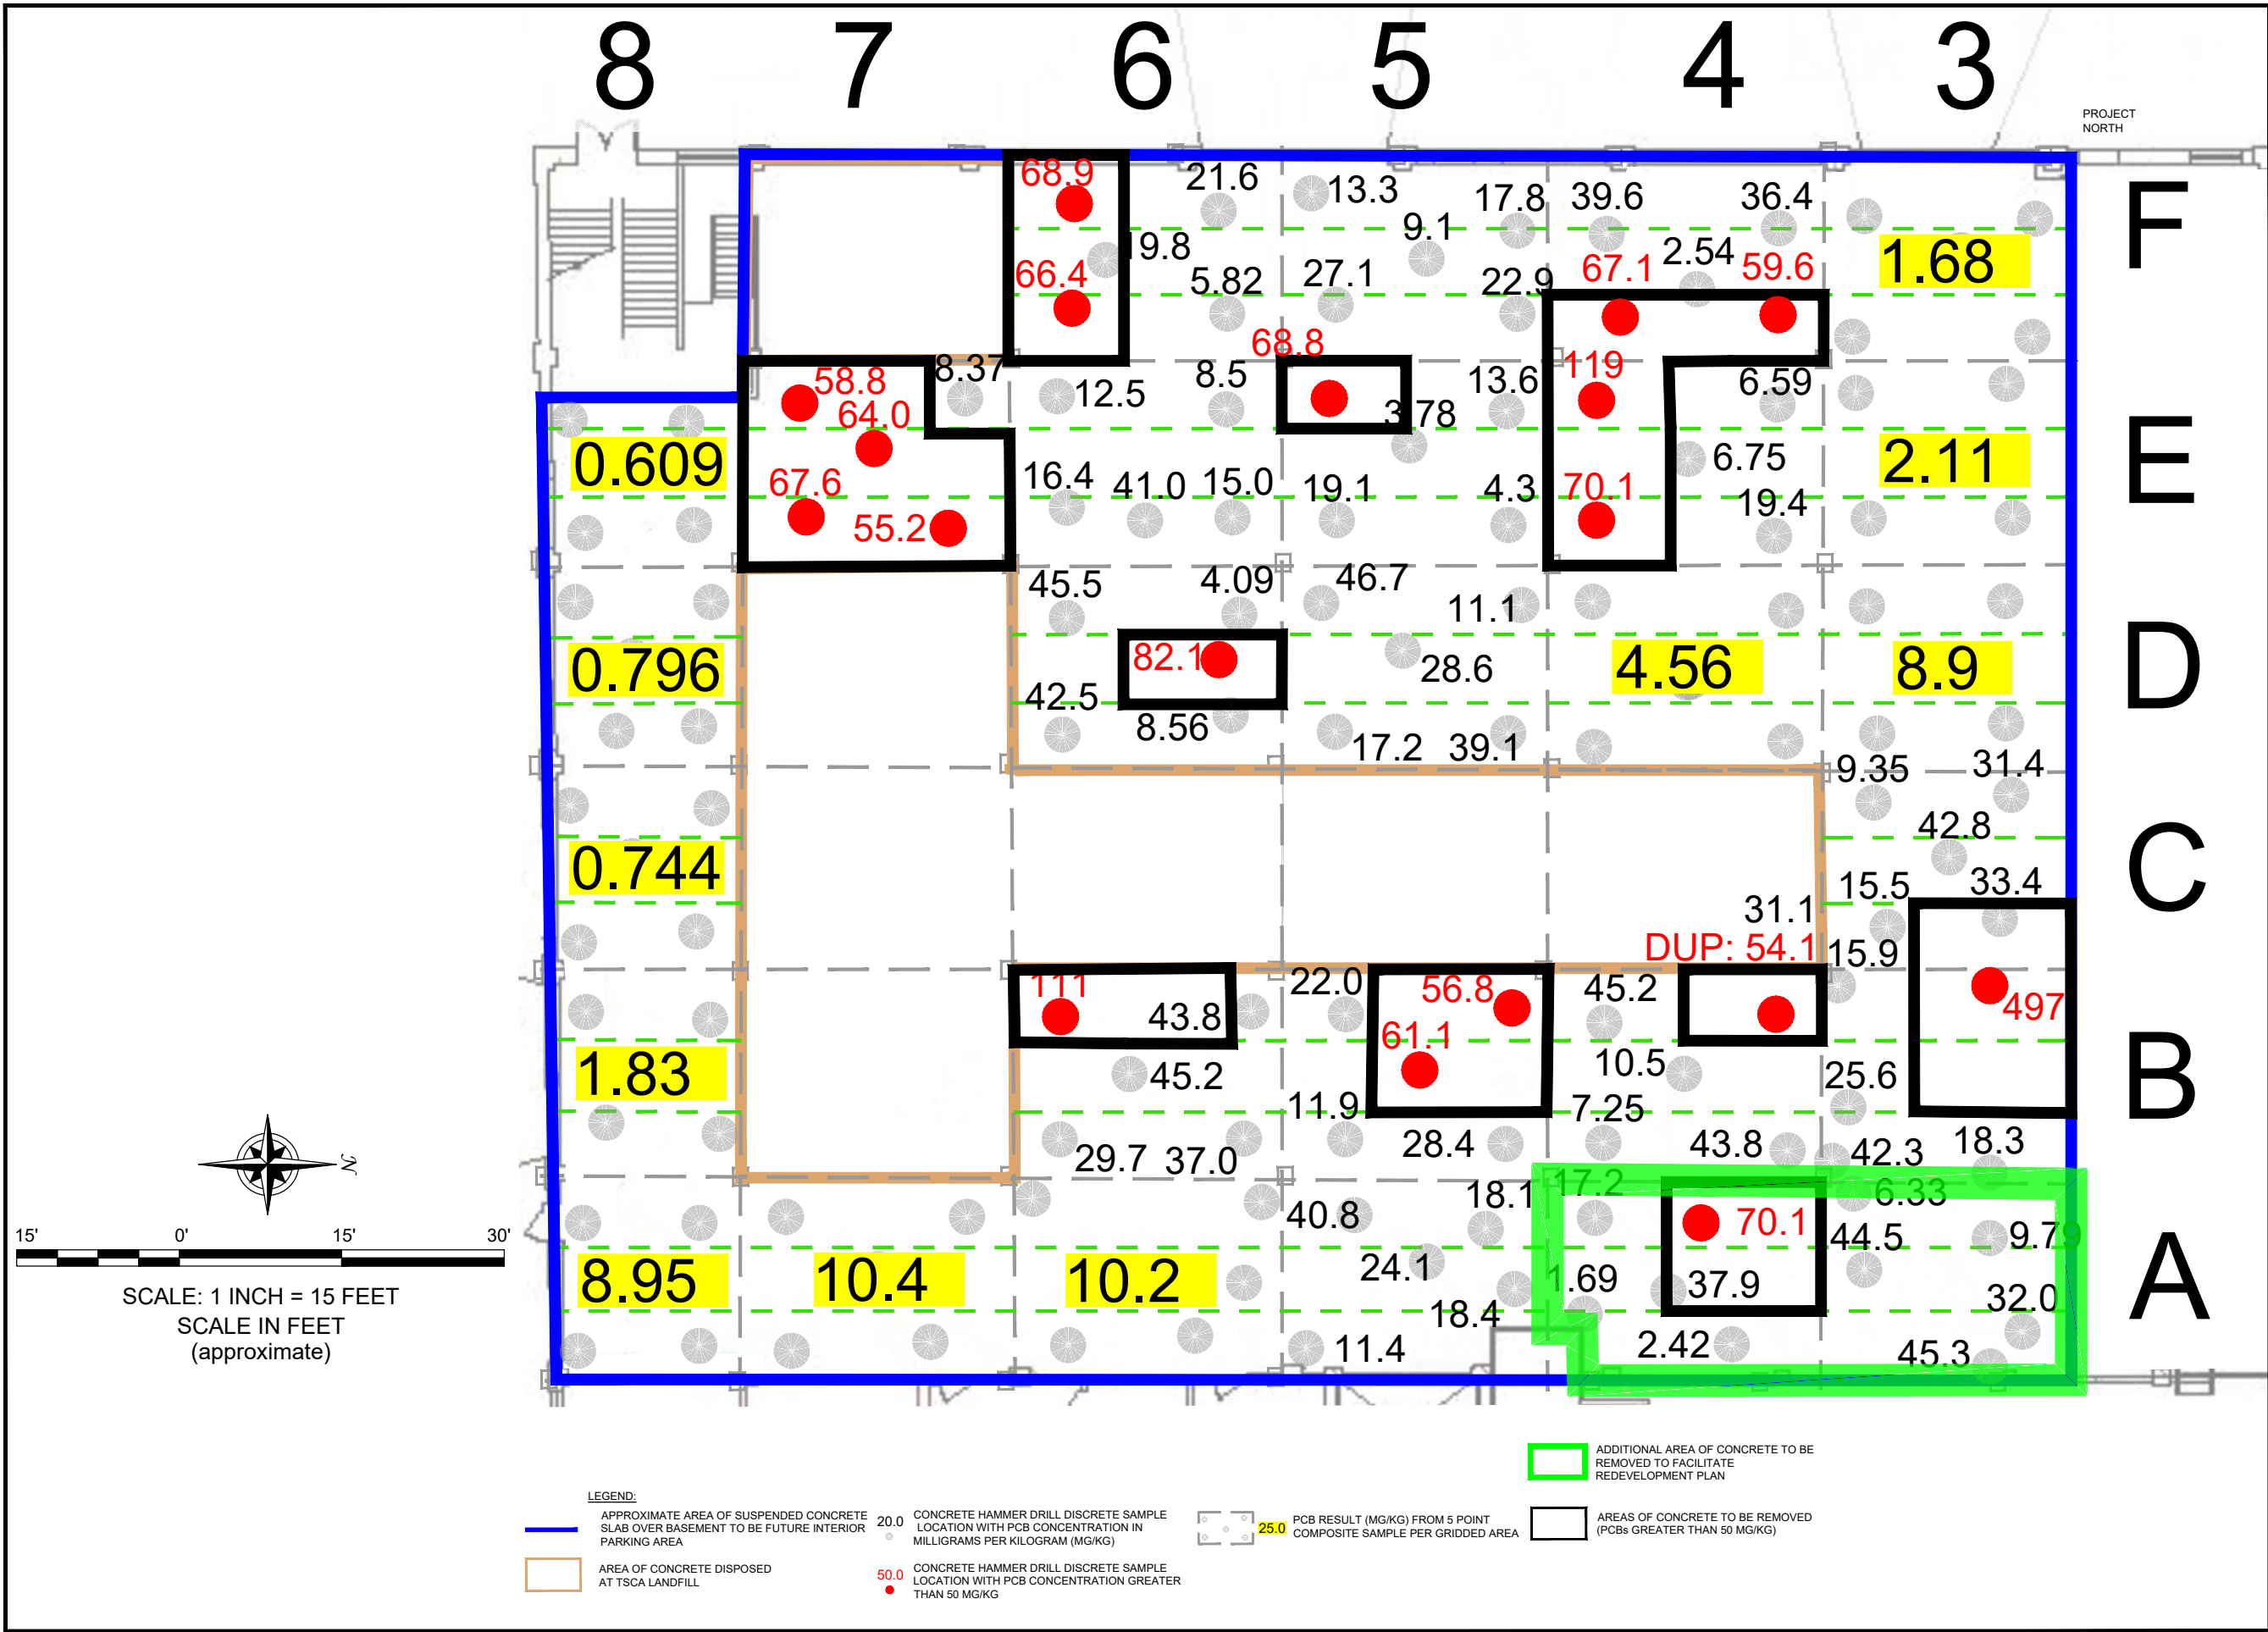 8 7 6 5 4 3
PROJECT
NORTH
68.9 21.6 13.3 17.8 39.6 36.4
F
9.1
19.8 2.54 1.68
66.4 5.82 27.1 22.9 67.1 59.6
68.8
58.8 8.37 12.5 8.5 13.6 119 6.59
64.0 3.78
E
0.609 6.75 2.11
67.6 16.4 41.0 15.0 19.1 4.3 70.1 19.4
55.2
45.5 4.09 46.7
11.1
D
0.796 82.1 28.6 4.56 8.9
42.5
8.56 17.2 39.1
9.35 31.4
42.8
C
0.744
15.5 33.4
31.1
DUP: 54.1 15.9
111 43.8 22.0 56.8 45.2 497
61.1
B
1.83 45.2 10.5 25.6
11.9 7.25
29.7 37.0 28.4 43.8 42.3 18.3
17.2 6.33
40.8 18.1 70.1 44.5 9.79
A
8.95 10.4 10.2 24.1 1.69 37.9 32.0
18.4
11.4 2.42 45.3
N
15' 0' 15' 30'
SCALE: 1 INCH = 15 FEET
SCALE IN FEET
(approximate)
LEGEND:
APPROXIMATE AREA OF SUSPENDED CONCRETE
SLAB OVER BASEMENT TO BE FUTURE INTERIOR
PARKING AREA
AREA OF CONCRETE DISPOSED
AT TSCA LANDFILL
20.0 CONCRETE HAMMER DRILL DISCRETE SAMPLE
LOCATION WITH PCB CONCENTRATION IN
MILLIGRAMS PER KILOGRAM (MG/KG)
50.0 CONCRETE HAMMER DRILL DISCRETE SAMPLE
LOCATION WITH PCB CONCENTRATION GREATER
THAN 50 MG/KG
25.0 PCB RESULT (MG/KG) FROM 5 POINT
COMPOSITE SAMPLE PER GRIDDED AREA
ADDITIONAL AREA OF CONCRETE TO BE
REMOVED TO FACILITATE
REDEVELOPMENT PLAN
AREAS OF CONCRETE TO BE REMOVED
(PCBs GREATER THAN 50 MG/KG)